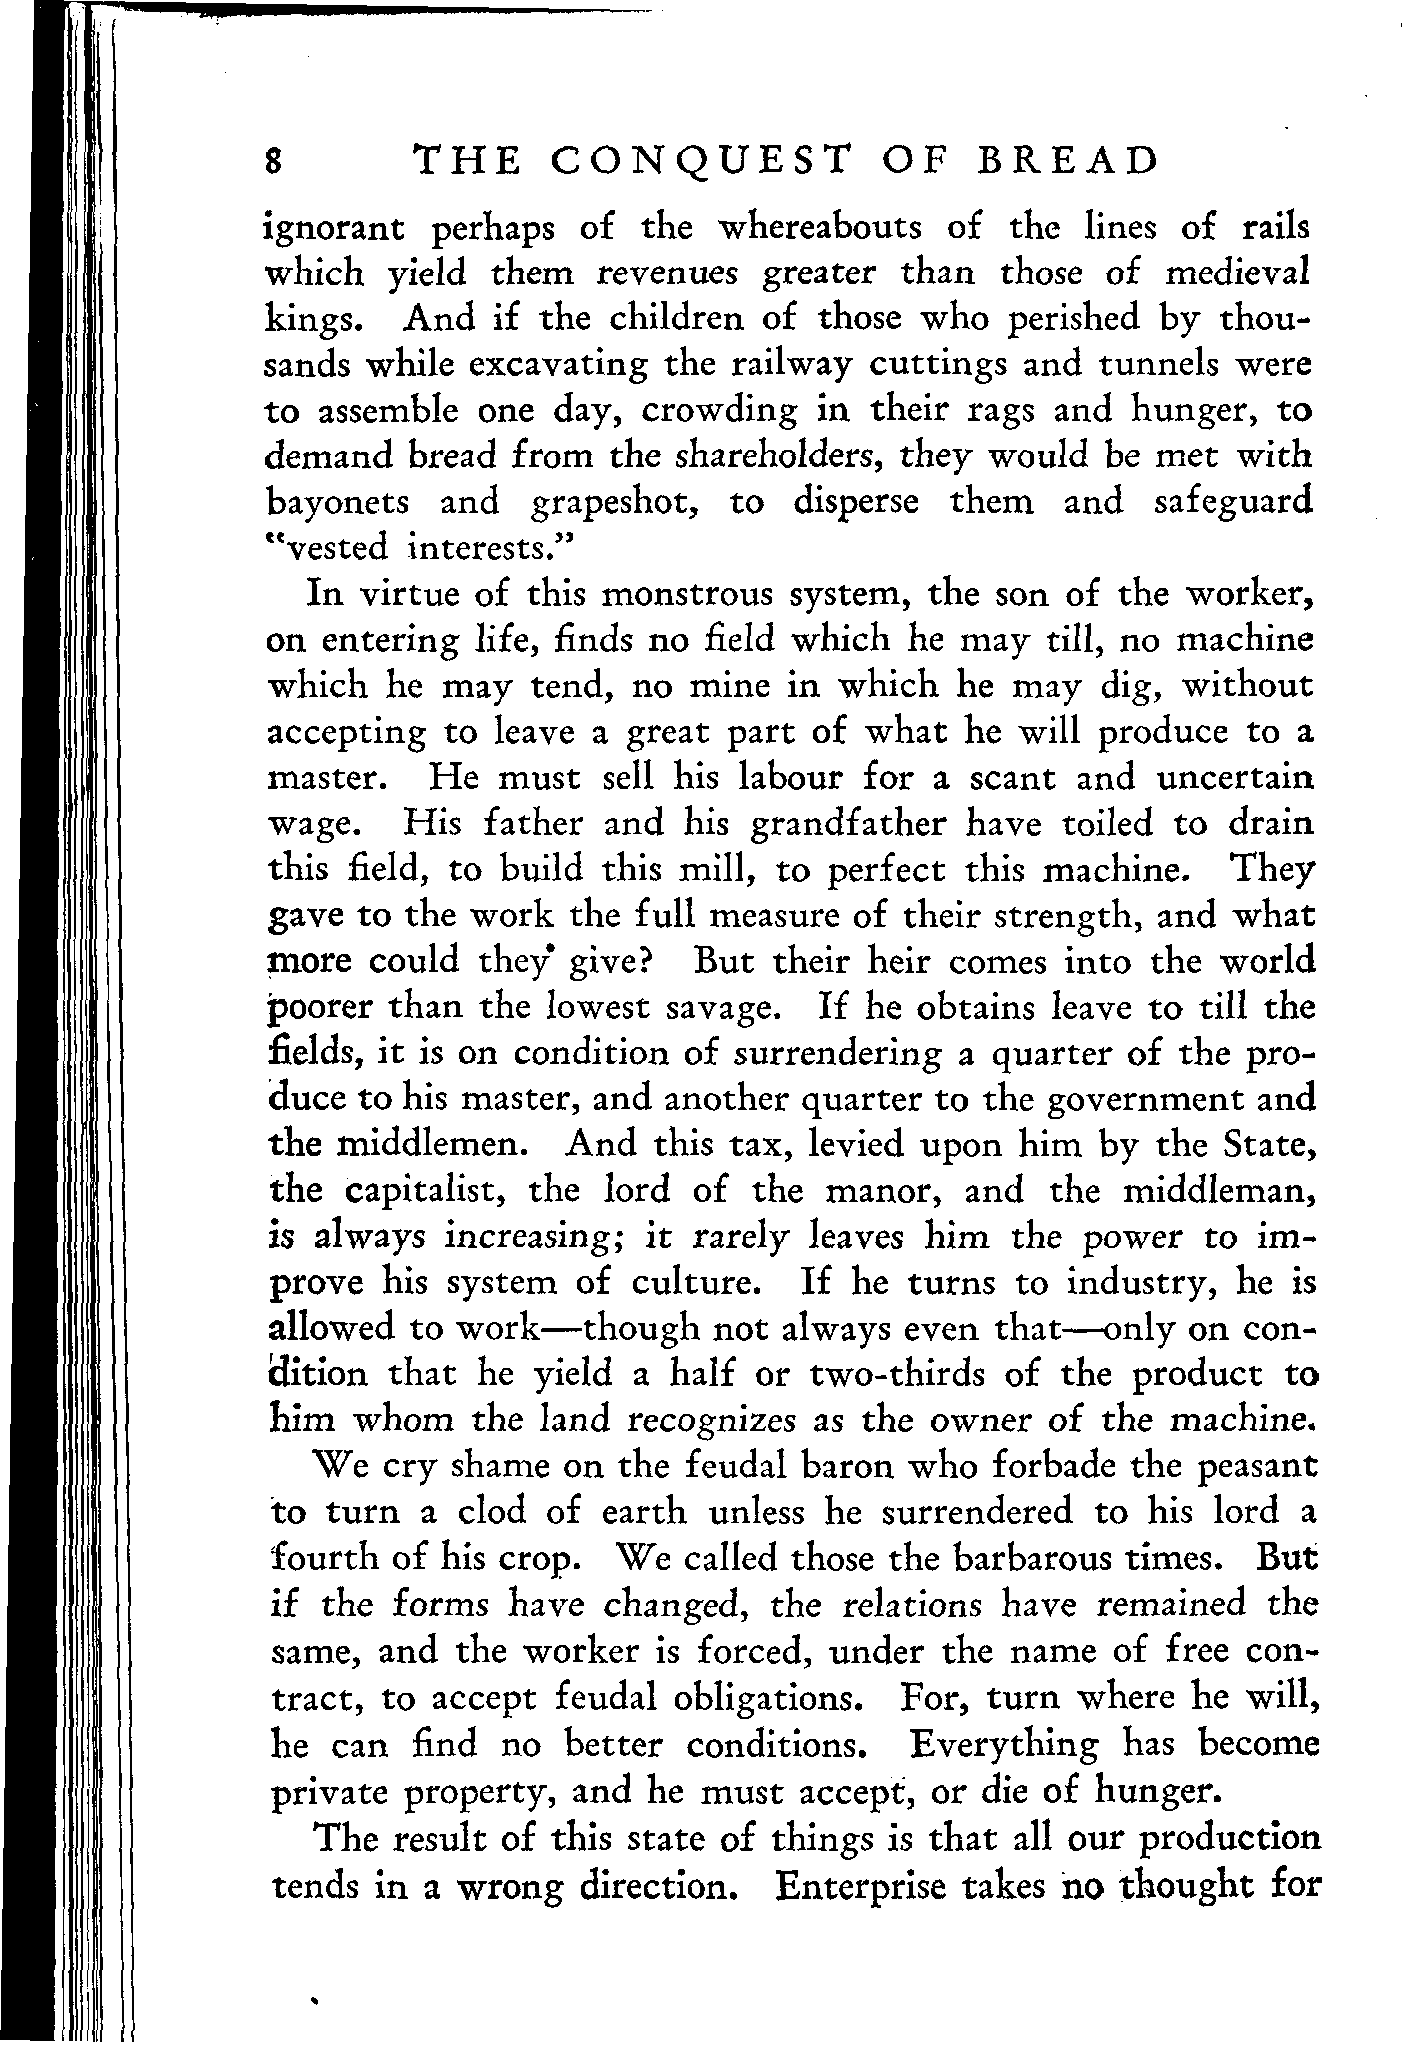 8 THE CONQUEST OF BREAD
ignorant perhaps of the whereabouts of the lines of rails
which yield them revenues greater than those of medieval
kings. And if the children of those who perished by thou-
sands while excavating the railway cuttings and tunnels were
to assemble one day, crowding in their rags and hunger, to
demand bread from the shareholders, they would be met with
bayonets and grapeshot, to disperse them and safeguard
“vested interests.”
In virtue of this monstrous system, the son of the worker,
on entering life, finds no field which he may till, no machine
which he may tend, no mine in which he may dig, without
accepting to leave a great part of what he will produce to a
master. He must sell his labour for a scant and uncertain
wage. His father and his grandfather have toiled to drain
this field, to build this mill, to perfect this machine. They
gave to the work the full measure of their strength, and what
more could they give? But their heir comes into the world
poorer than the lowest savage. If he obtains leave to till the
fields, it is on condition of surrendering a quarter of the pro-
duce to his master, and another quarter to the government and
the middlemen. And this tax, levied upon him by the State,
the capitalist, the lord of the manor, and the middleman,
is always increasing; it rarely leaves him the power to im-
prove his system of culture. If he turns to industry, he is
allowed to work—though not always even that—only on con-
dition that he yield a half or two-thirds of the product to
him whom the land recognizes as the owner of the machine.
We cry shame on the feudal baron who forbade the peasant
to turn a clod of earth unless he surrendered to his lord a
fourth of his crop. We called those the barbarous times. But
if the forms have changed, the relations have remained the
same, and the worker is forced, under the name of free con-
tract, to accept feudal obligations. For, turn where he will,
he can find no better conditions. Everything has become
private property, and he must accept, or die of hunger.
The result of this state of things is that all our production
tends in a wrong direction. Enterprise takes no thought for